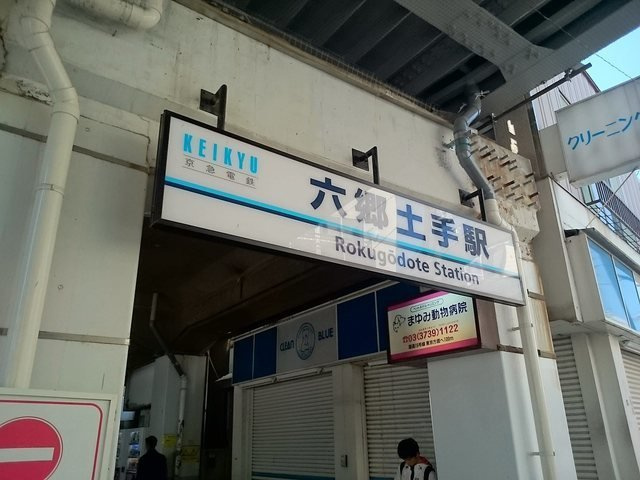 KEIKYU
京急電鉄
六郷土手駅
Rokugōdote Station
クリーニング
CLEAN BLUE
まゆみ動物病院
☎03(3739)1122